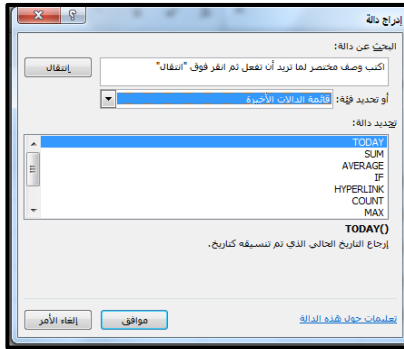 إدراج دالة
البحث عن دالة:
اكتب وصف مختصر لما تريد أن تفعل ثم انقر فوق "انتقال"
انتقال
أو تحديد فئة: قائمة الدالات الأخيرة
تحديد دالة:
TODAY
SUM
AVERAGE
IF
HYPERLINK
COUNT
MAX
TODAY()
إرجاع التاريخ الحالي الذي تم تنسيقه كتاريخ.
تعليمات حول هذه الدالة
موافق
إلغاء الأمر